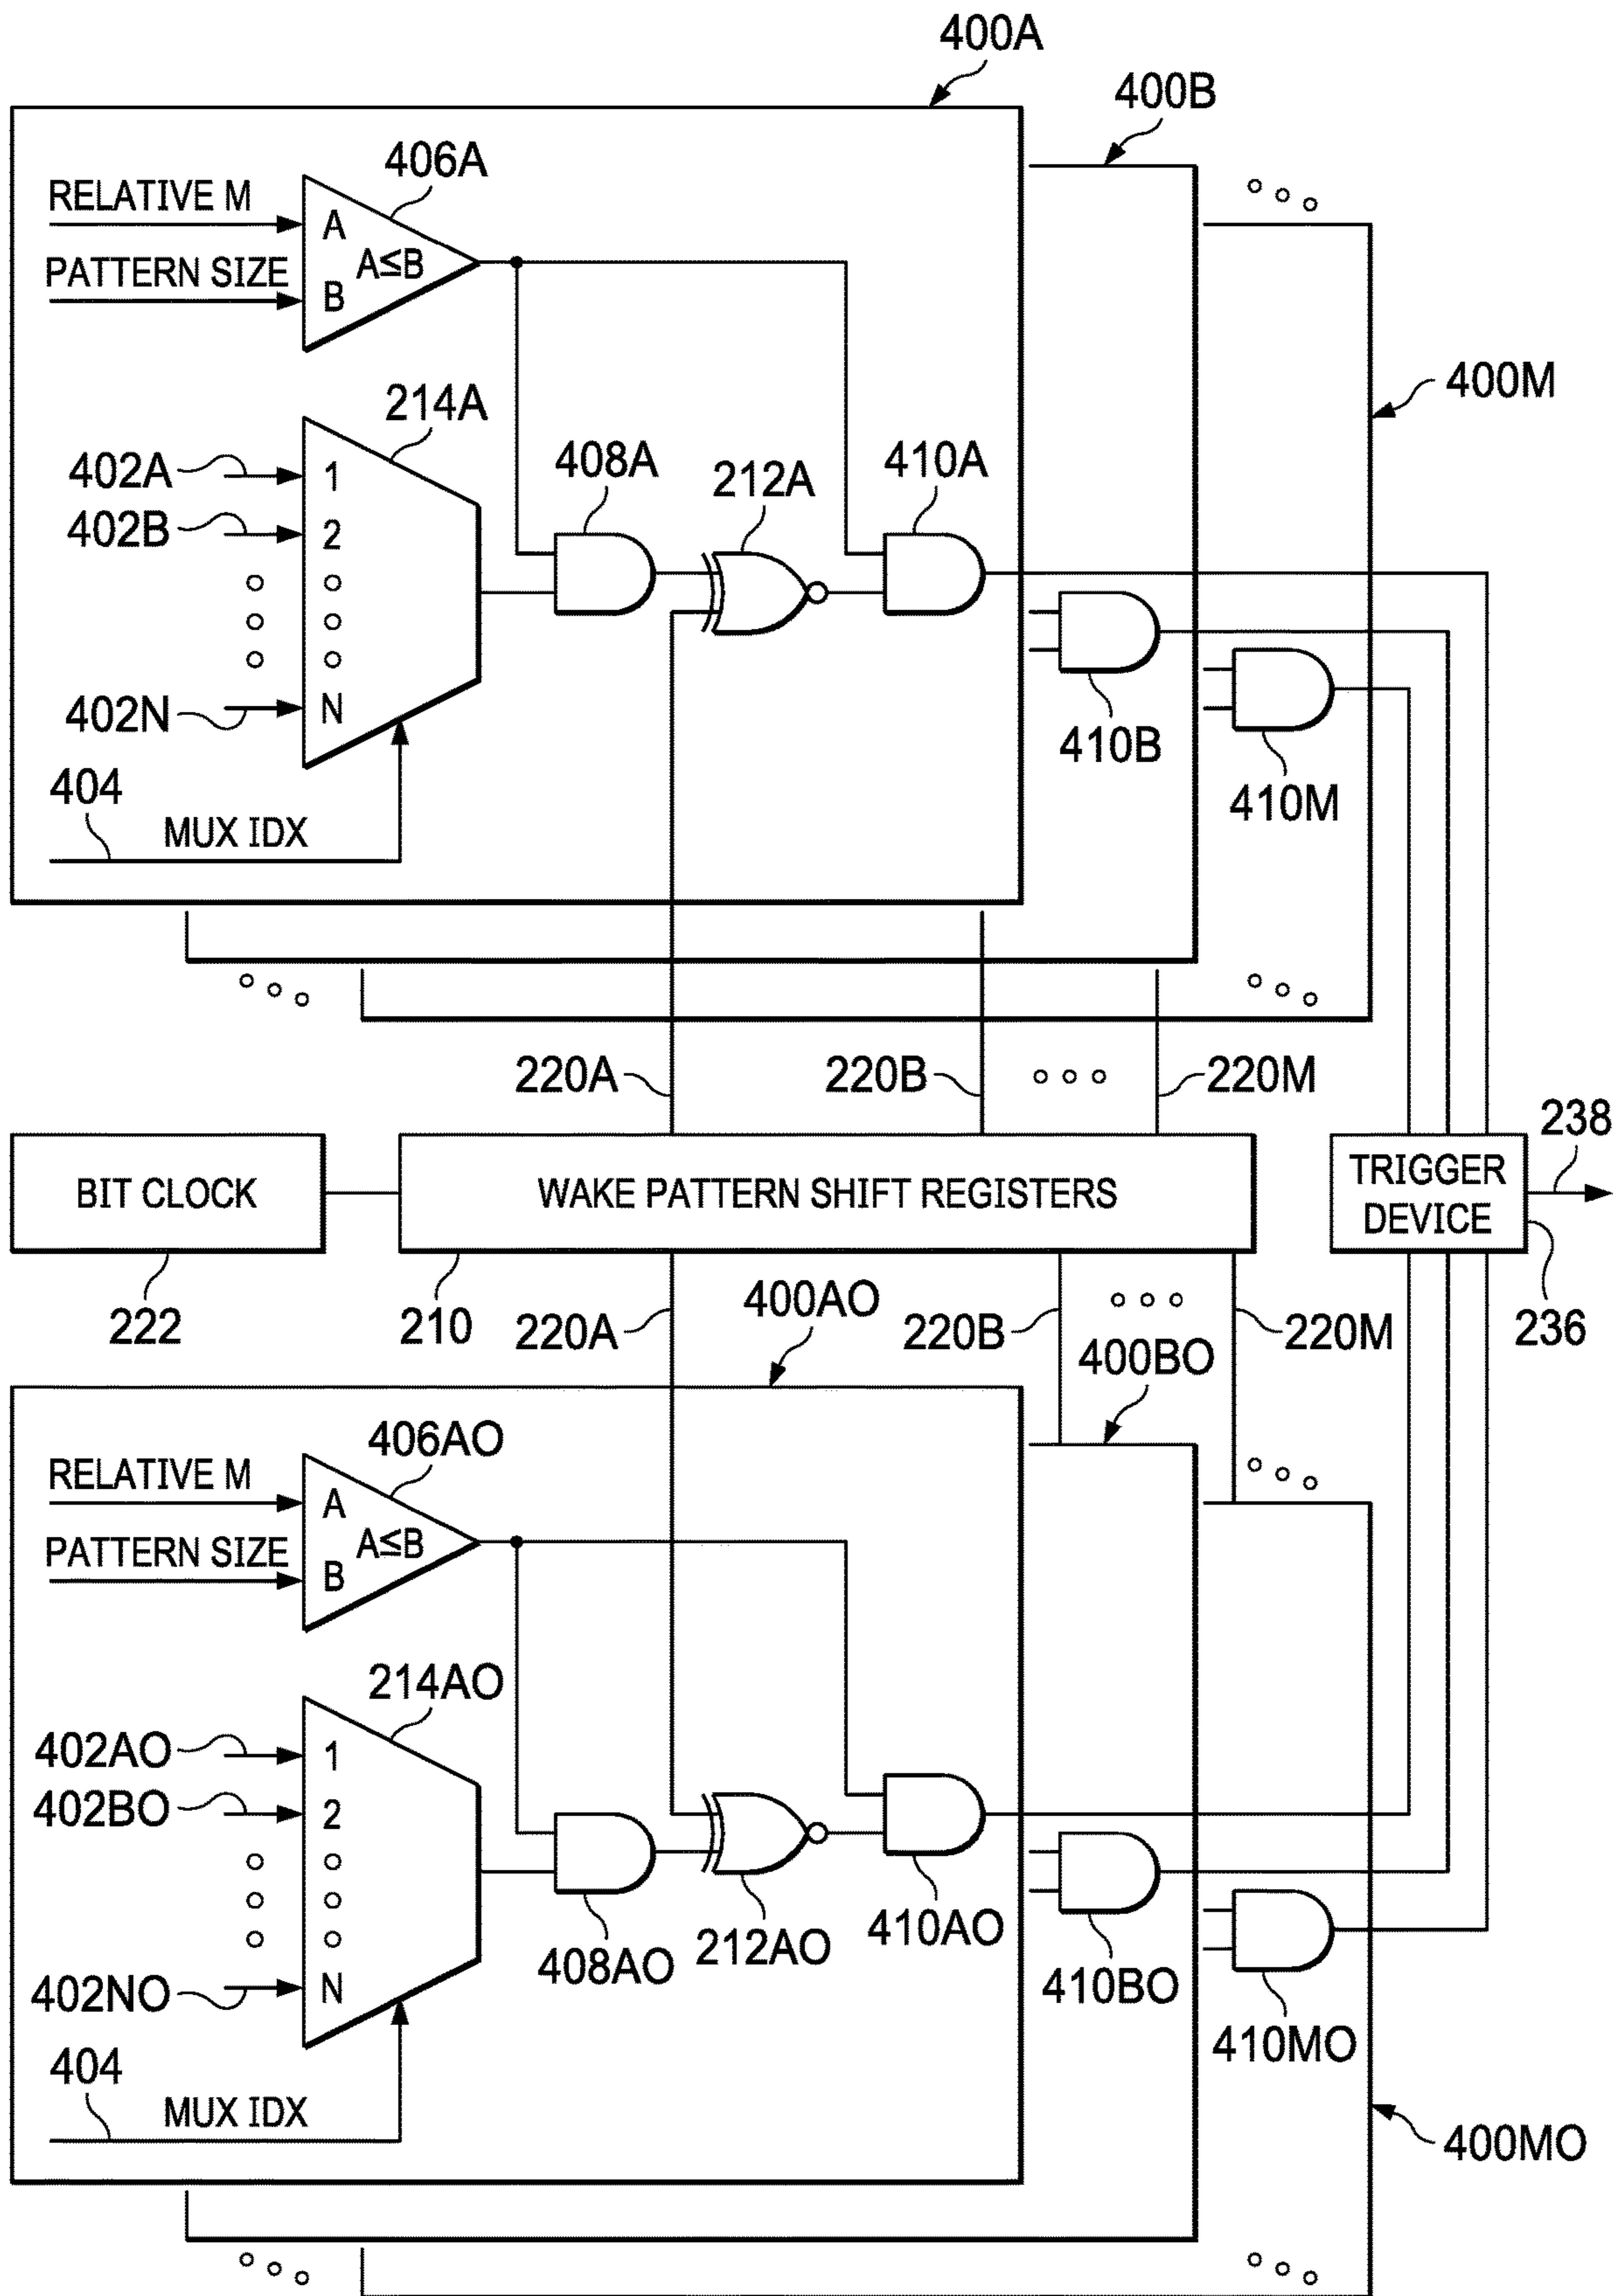 400A
400B
406A
RELATIVE M
A
A≤B
PATTERN SIZE
B
400M
214A
408A
410A
212A
402A
1
402B
2
402N
N
410B
410M
404
MUX IDX
220A
220B
220M
238
BIT CLOCK
WAKE PATTERN SHIFT REGISTERS
TRIGGER
DEVICE
222
210
220A
400AO
220B
220M
236
400BO
406AO
RELATIVE M
A
A≤B
PATTERN SIZE
B
214AO
402AO
1
402BO
2
410AO
212AO
408AO
402NO
N
410BO
410MO
404
MUX IDX
400MO